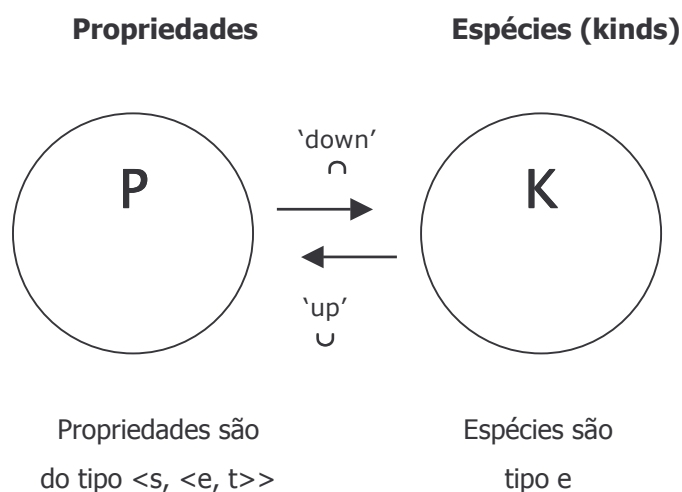 Propriedades
Espécies (kinds)
P
‘down’
∩
K
‘up’
∪
Propriedades são
do tipo <s, <e, t>>
Espécies são
tipo e